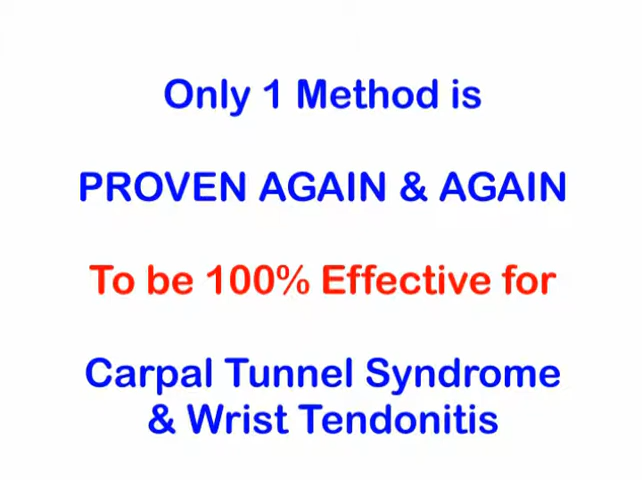 Only 1 Method is
PROVEN AGAIN & AGAIN
To be 100% Effective for
Carpal Tunnel Syndrome
& Wrist Tendonitis